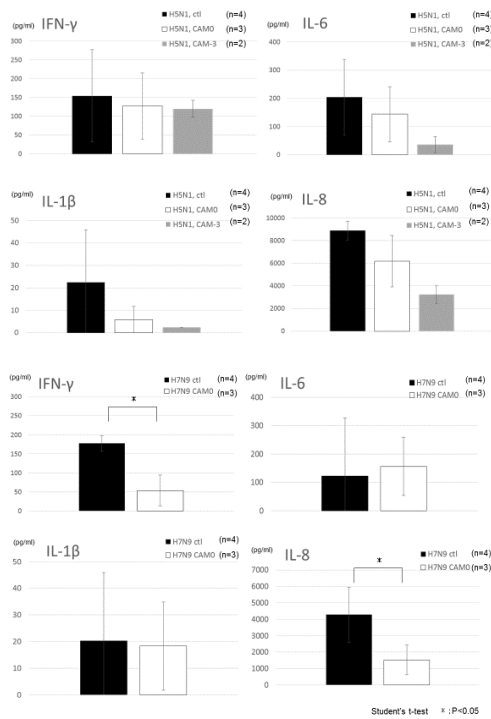 (pg/ml)
IFN-γ
H5N1, ctl (n=4)
H5N1, CAM0 (n=3)
H5N1, CAM-3 (n=2)
300
250
200
150
100
50
0
(pg/ml)
IL-6
H5N1, ctl (n=4)
H5N1, CAM0 (n=3)
H5N1, CAM-3 (n=2)
400
300
200
100
0
(pg/ml)
IL-1β
H5N1, ctl (n=4)
H5N1, CAM0 (n=3)
H5N1, CAM-3 (n=2)
50
40
30
20
10
0
(pg/ml)
IL-8
H5N1, ctl (n=4)
H5N1, CAM0 (n=3)
H5N1, CAM-3 (n=2)
10000
8000
6000
4000
2000
0
(pg/ml)
IFN-γ
H7N9 ctl (n=4)
H7N9 CAM0 (n=3)
*
300
250
200
150
100
50
0
(pg/ml)
IL-6
H7N9 ctl (n=4)
H7N9 CAM0 (n=3)
400
300
200
100
0
(pg/ml)
IL-1β
H7N9 ctl (n=4)
H7N9 CAM0 (n=3)
50
40
30
20
10
0
(pg/ml)
IL-8
H7N9 ctl (n=4)
H7N9 CAM0 (n=3)
*
7000
6000
5000
4000
3000
2000
1000
0
Student's t-test * : P<0.05